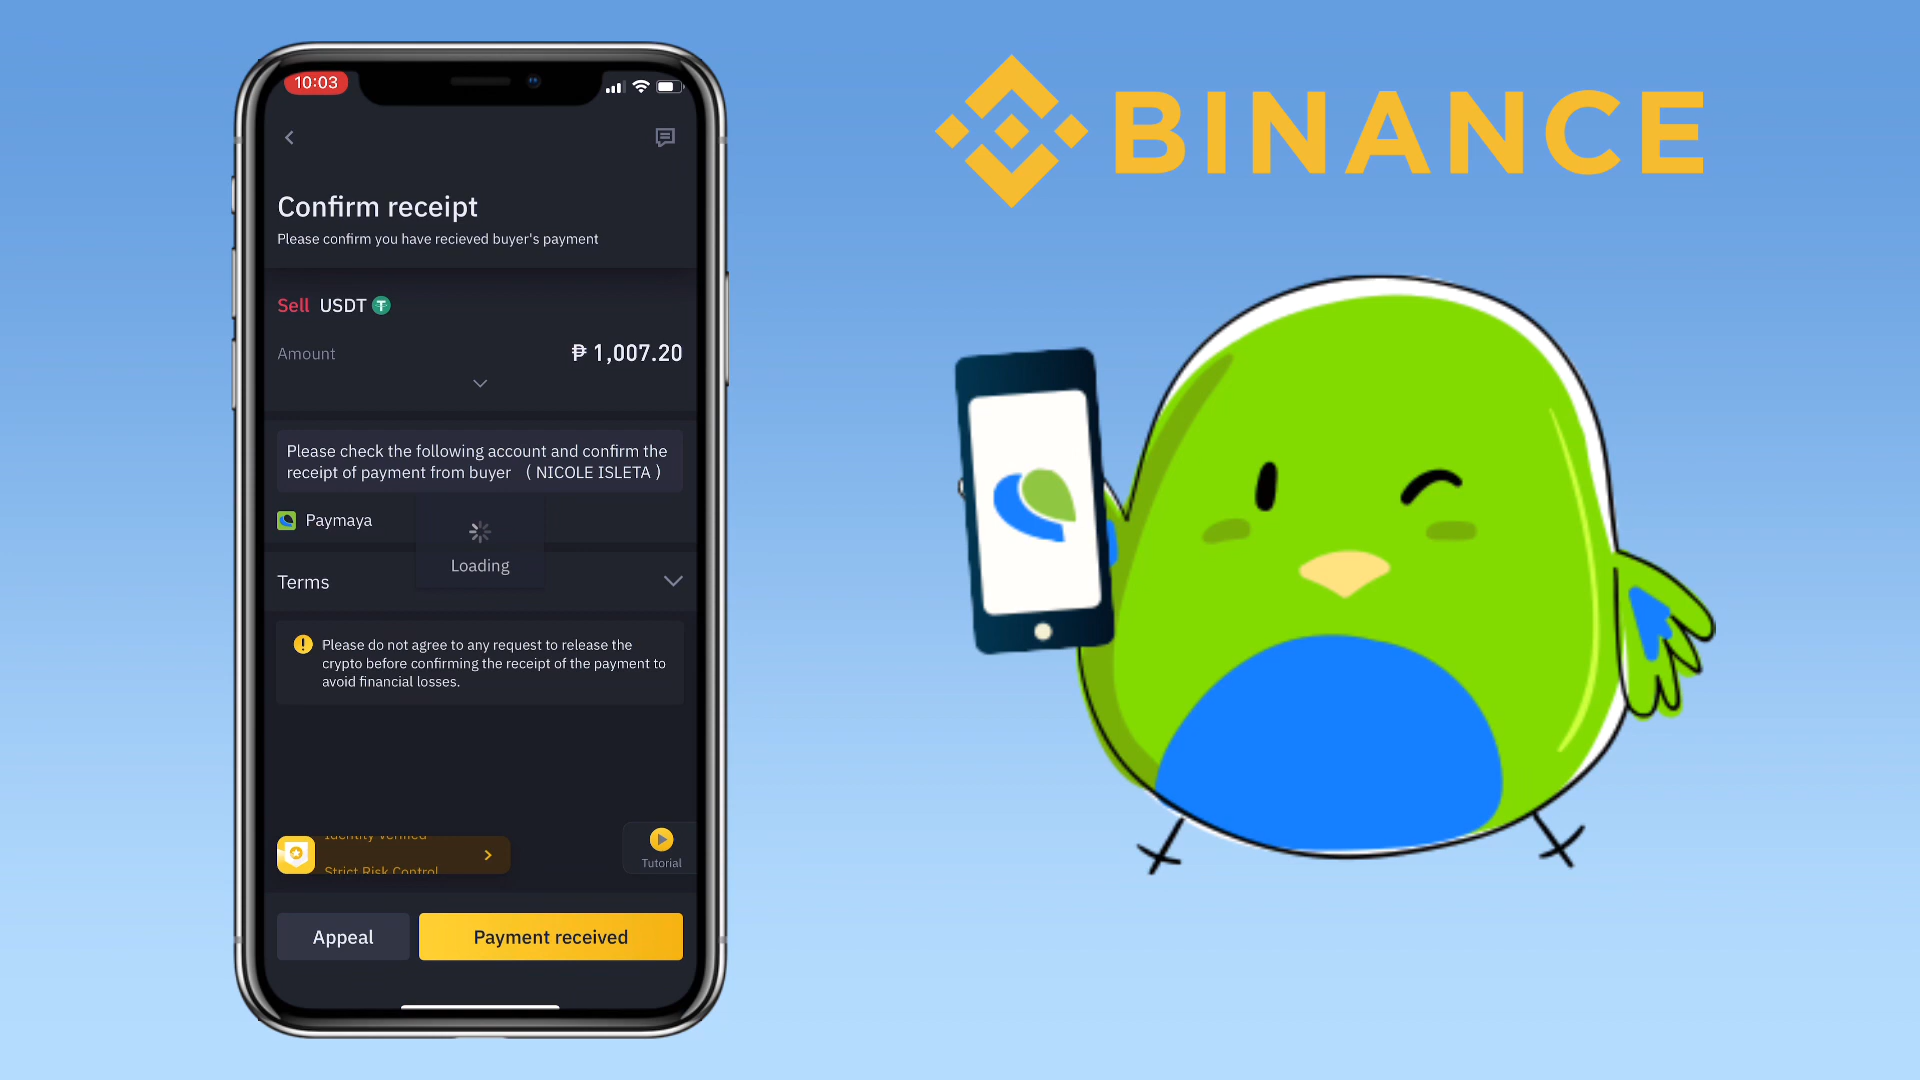 10:03
BINANCE
Confirm receipt
Please confirm you have recieved buyer's payment
Sell USDT
Amount ₱ 1,007.20
Please check the following account and confirm the
receipt of payment from buyer ( NICOLE ISLETA )
Paymaya
Loading
Terms
Please do not agree to any request to release the
crypto before confirming the receipt of the payment to
avoid financial losses.
Identity Verified
Strict Risk Control
Tutorial
Appeal
Payment received